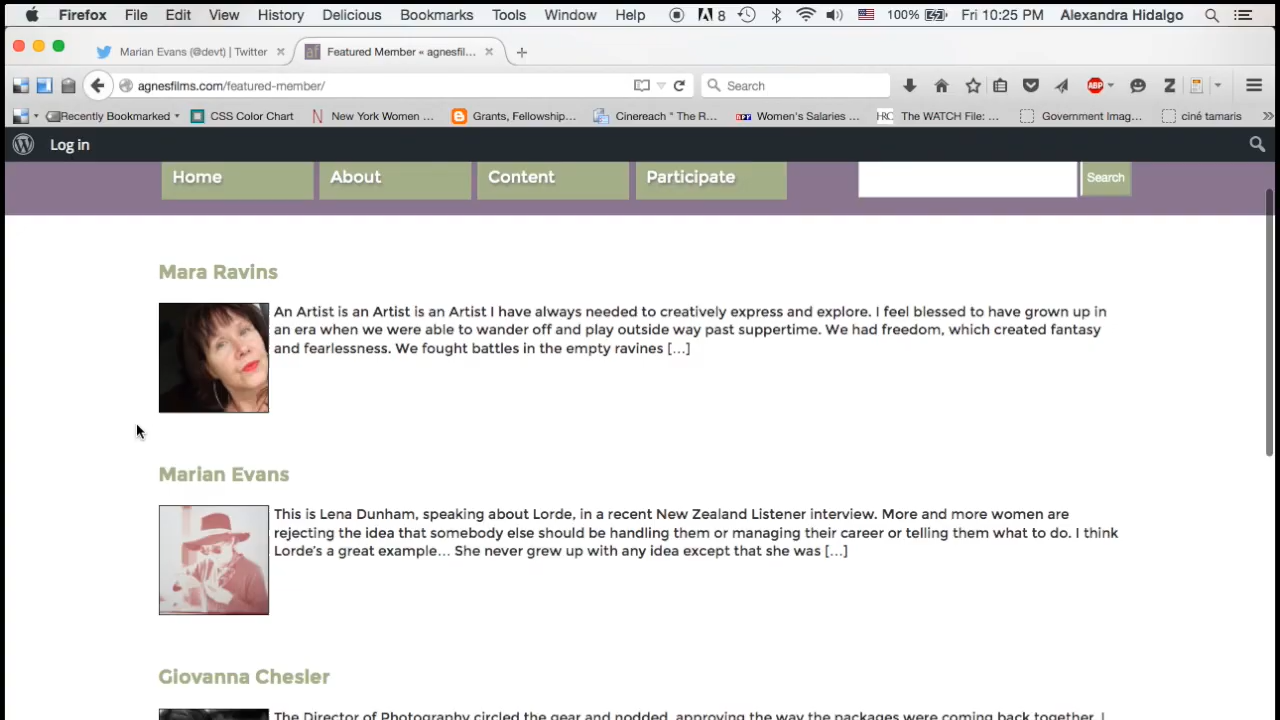 Firefox File Edit View History Delicious Bookmarks Tools Window Help 8 100% Fri 10:25 PM Alexandra Hidalgo
Marian Evans (@devt) | Twitter Featured Member « agnesfil...
agnesfilms.com/featured-member/ Search ABP Z
Recently Bookmarked CSS Color Chart N New York Women ... Grants, Fellowship... Cinereach " The R... Women's Salaries ... HRC The WATCH File: ... Government Imag... ciné tamaris
Log in
Home About Content Participate Search
Mara Ravins
An Artist is an Artist is an Artist I have always needed to creatively express and explore. I feel blessed to have grown up in
an era when we were able to wander off and play outside way past suppertime. We had freedom, which created fantasy
and fearlessness. We fought battles in the empty ravines [...]
Marian Evans
This is Lena Dunham, speaking about Lorde, in a recent New Zealand Listener interview. More and more women are
rejecting the idea that somebody else should be handling them or managing their career or telling them what to do. I think
Lorde's a great example... She never grew up with any idea except that she was [...]
Giovanna Chesler
The Director of Photography circled the gear and nodded, approving the way the packages were coming back together. I